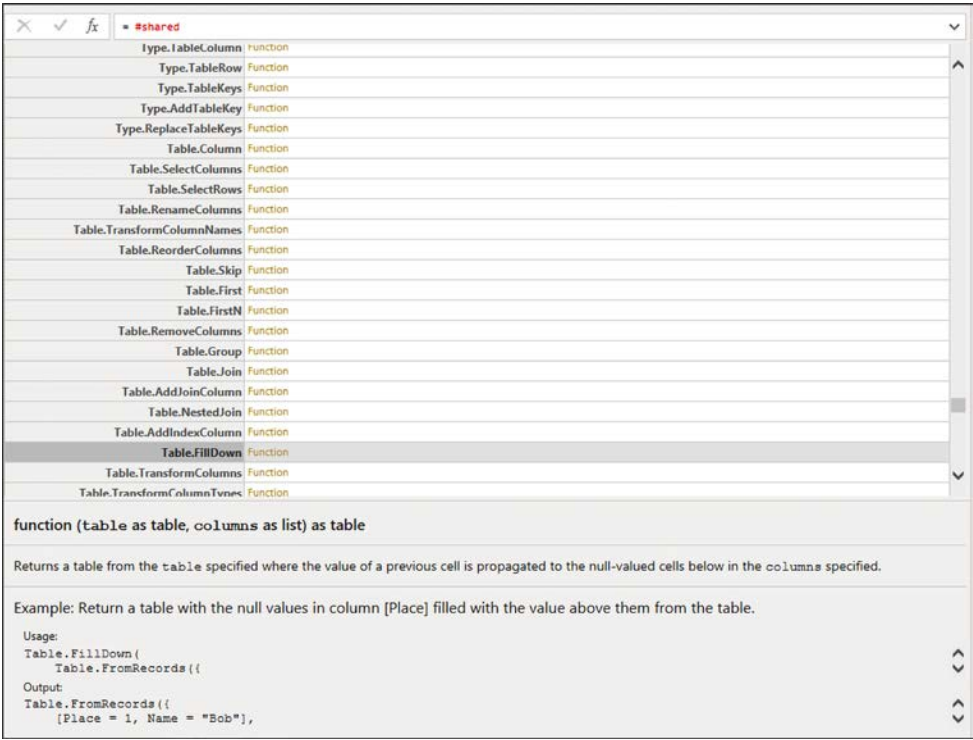 fx = #shared
Type.TableColumn Function
Type.TableRow Function
Type.TableKeys Function
Type.AddTableKey Function
Type.ReplaceTableKeys Function
Table.Column Function
Table.SelectColumns Function
Table.SelectRows Function
Table.RenameColumns Function
Table.TransformColumnNames Function
Table.ReorderColumns Function
Table.Skip Function
Table.First Function
Table.FirstN Function
Table.RemoveColumns Function
Table.Group Function
Table.Join Function
Table.AddJoinColumn Function
Table.NestedJoin Function
Table.AddIndexColumn Function
Table.FillDown Function
Table.TransformColumns Function
Table.TransformColumnTypes Function
function (table as table, columns as list) as table
Returns a table from the table specified where the value of a previous cell is propagated to the null-valued cells below in the columns specified.
Example: Return a table with the null values in column [Place] filled with the value above them from the table.
Usage:
Table.FillDown(
Table.FromRecords({
Output:
Table.FromRecords({
[Place = 1, Name = "Bob"],